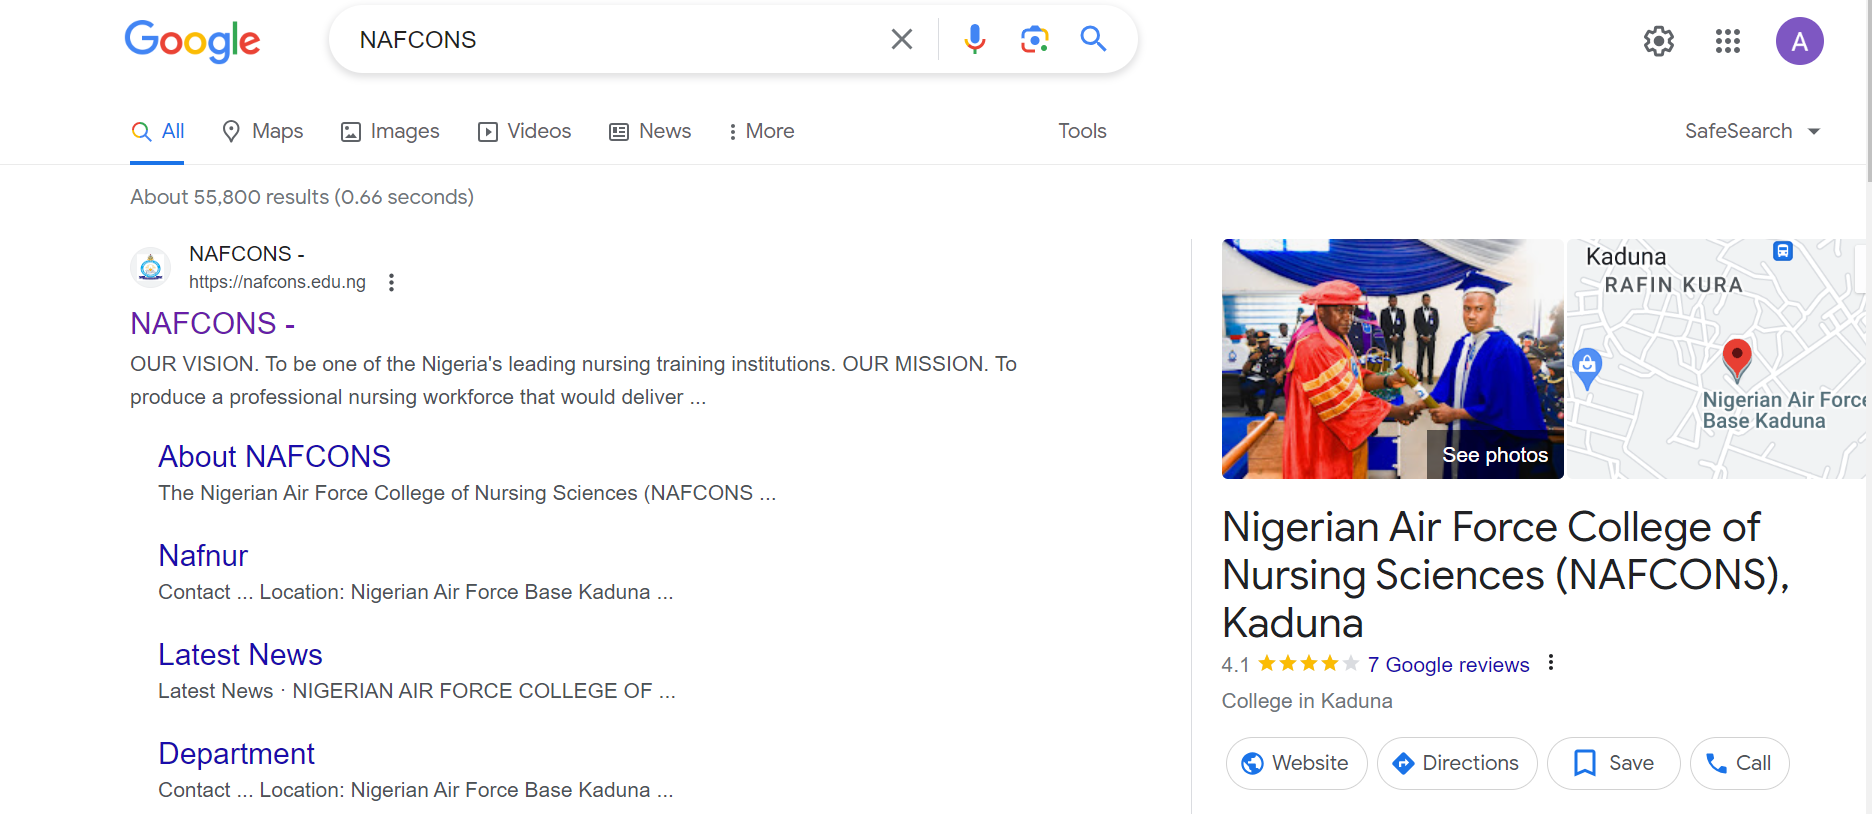 Google
NAFCONS
A
All
Maps
Images
Videos
News
More
Tools
SafeSearch
About 55,800 results (0.66 seconds)
NAFCONS -
https://nafcons.edu.ng
NAFCONS -
OUR VISION. To be one of the Nigeria's leading nursing training institutions. OUR MISSION. To
produce a professional nursing workforce that would deliver ...
About NAFCONS
The Nigerian Air Force College of Nursing Sciences (NAFCONS ...
Nafnur
Contact ... Location: Nigerian Air Force Base Kaduna ...
Latest News
Latest News · NIGERIAN AIR FORCE COLLEGE OF ...
Department
Contact ... Location: Nigerian Air Force Base Kaduna ...
See photos
Kaduna
RAFIN KURA
Nigerian Air Force
Base Kaduna
Nigerian Air Force College of
Nursing Sciences (NAFCONS),
Kaduna
4.1 7 Google reviews
College in Kaduna
Website
Directions
Save
Call